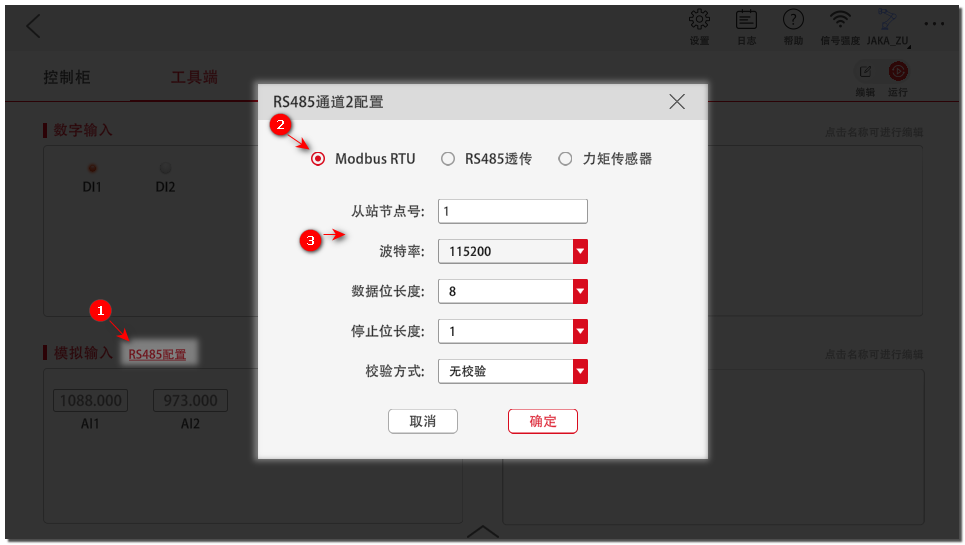 设置 日志 帮助 信号强度 JAKA_ZU
控制柜 工具端
编辑 运行
RS485通道2配置
2
数字输入
点击名称可进行编辑
Modbus RTU RS485透传 力矩传感器
DI1 DI2
从站节点号: 1
3
波特率: 115200
数据位长度: 8
1
停止位长度: 1
模拟输入 RS485配置
点击名称可进行编辑
校验方式: 无校验
1088.000 973.000
AI1 AI2
取消 确定